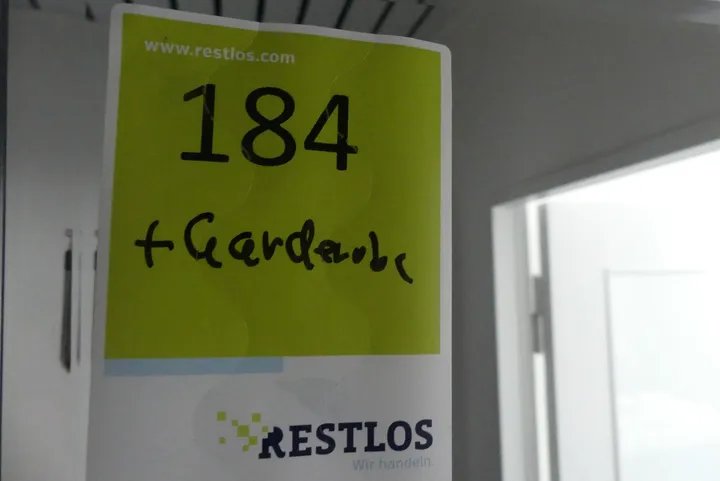 www.restlos.com
184
+ Garderobe
RESTLOS
Wir handeln.